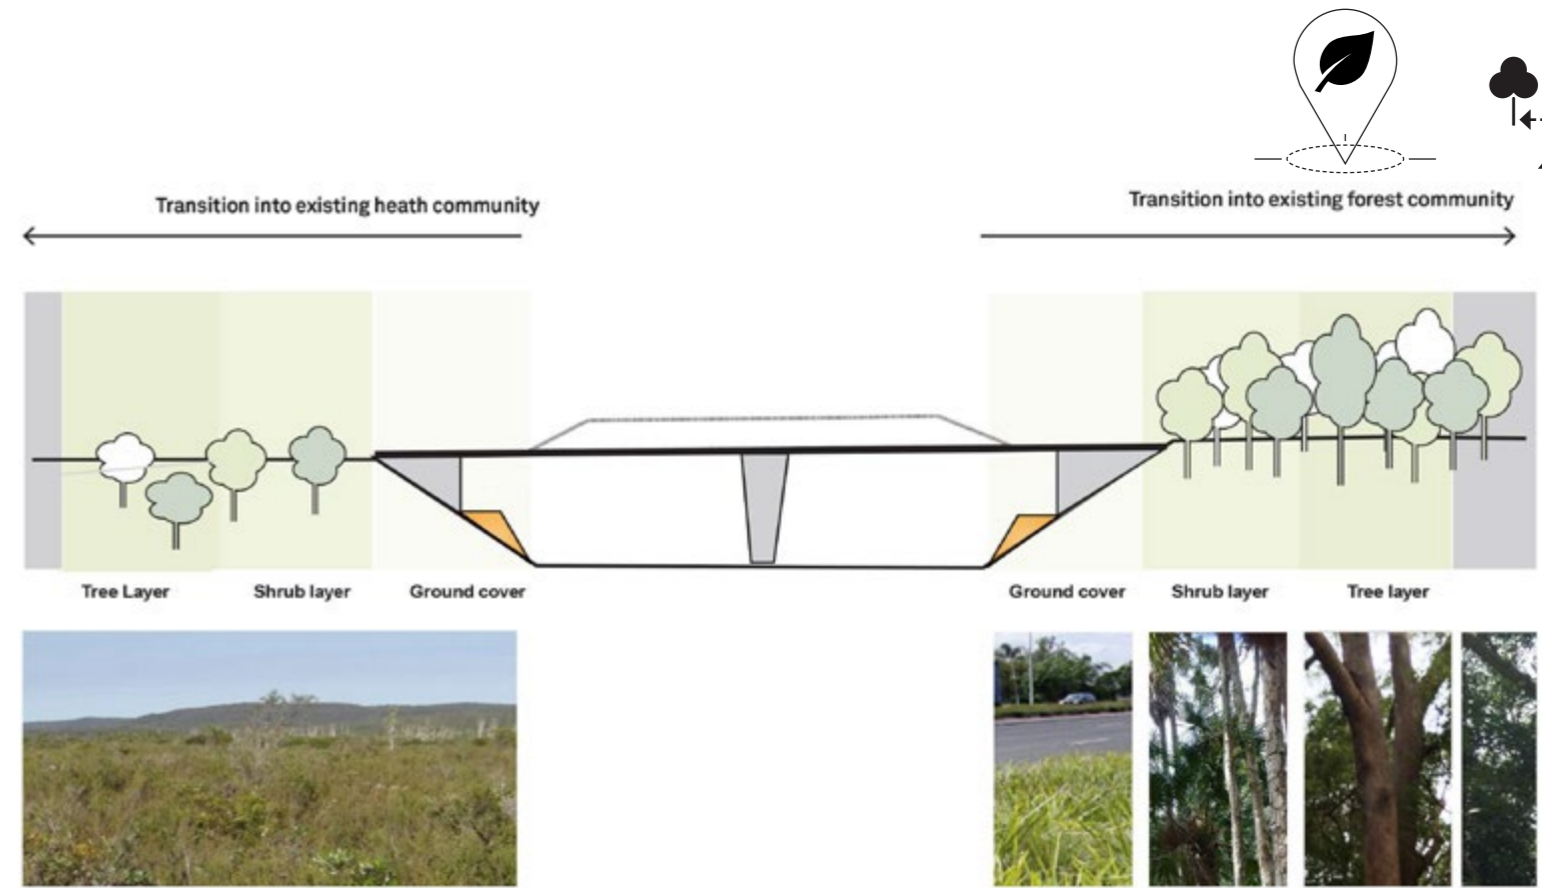 Transition into existing heath community
Transition into existing forest community
Tree Layer
Shrub layer
Ground cover
Ground cover
Shrub layer
Tree layer